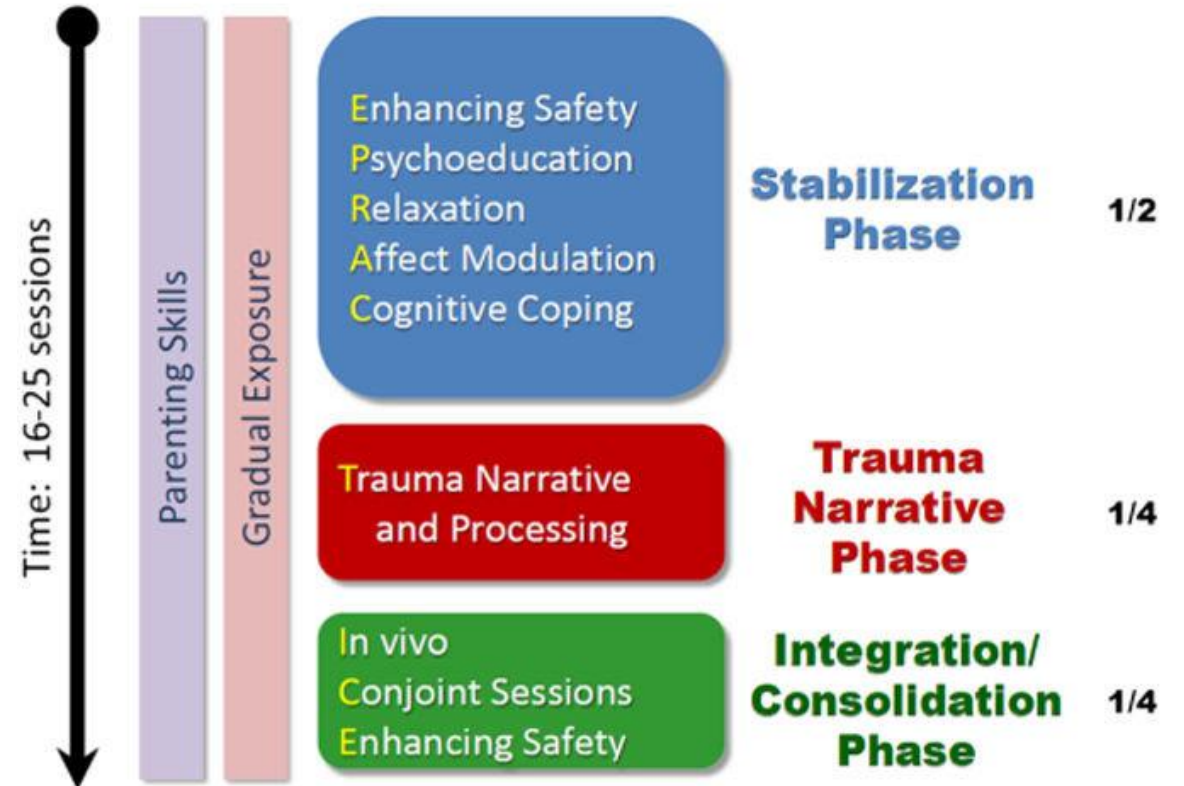 Time: 16-25 sessions
Parenting Skills
Gradual Exposure
Enhancing Safety
Psychoeducation
Relaxation
Affect Modulation
Cognitive Coping
Stabilization
Phase
1/2
Trauma Narrative
and Processing
Trauma
Narrative
Phase
1/4
In vivo
Conjoint Sessions
Enhancing Safety
Integration/
Consolidation
Phase
1/4